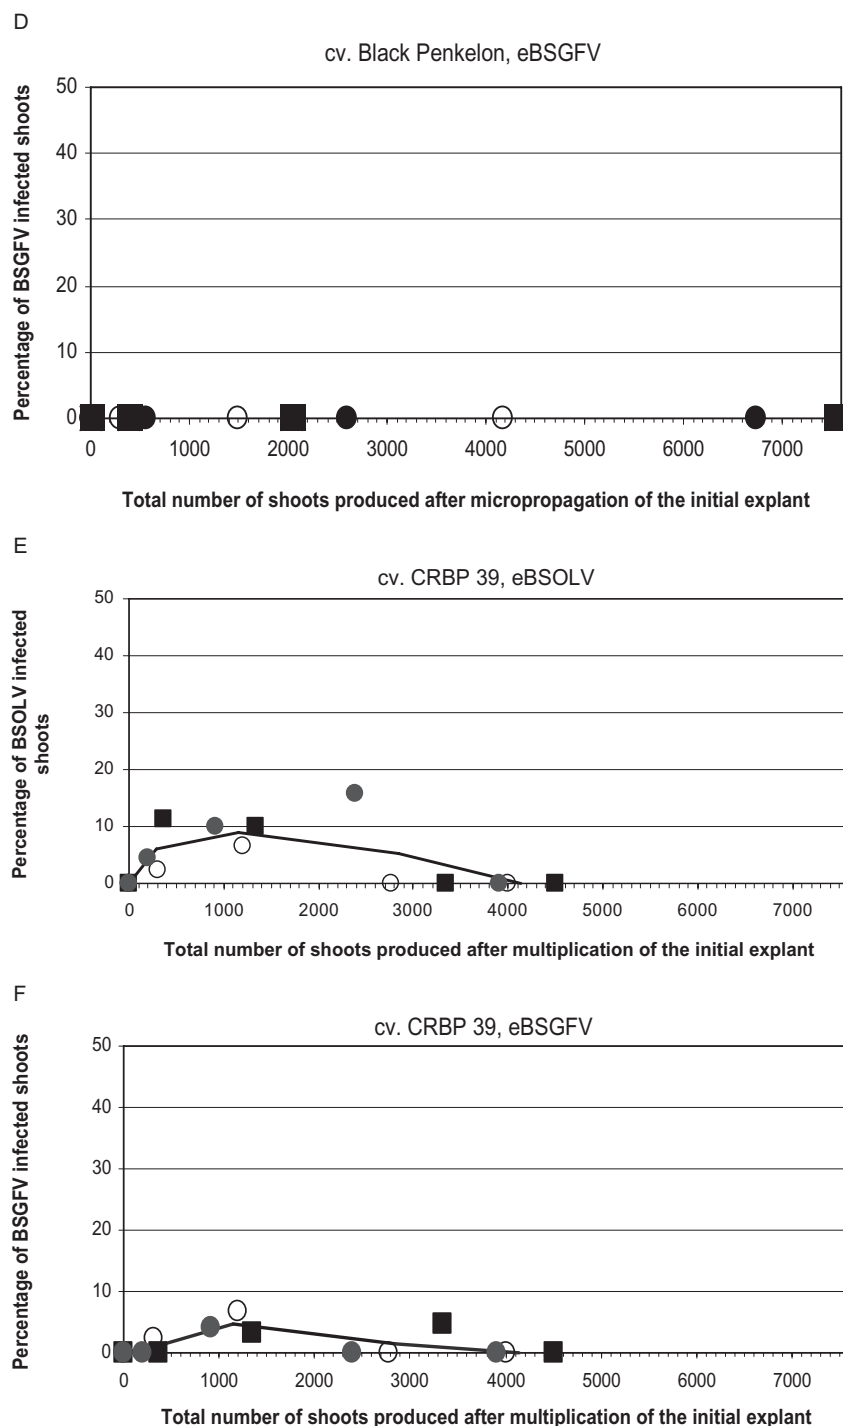 D
cv. Black Penkelon, eBSGFV
Percentage of BSGFV infected shoots
50
40
30
20
10
0
0 1000 2000 3000 4000 5000 6000 7000
Total number of shoots produced after micropropagation of the initial explant
E
cv. CRBP 39, eBSOLV
Percentage of BSOLV infected
shoots
50
40
30
20
10
0
0 1000 2000 3000 4000 5000 6000 7000
Total number of shoots produced after multiplication of the initial explant
F
cv. CRBP 39, eBSGFV
Percentage of BSGFV infected shoots
50
40
30
20
10
0
0 1000 2000 3000 4000 5000 6000 7000
Total number of shoots produced after multiplication of the initial explant